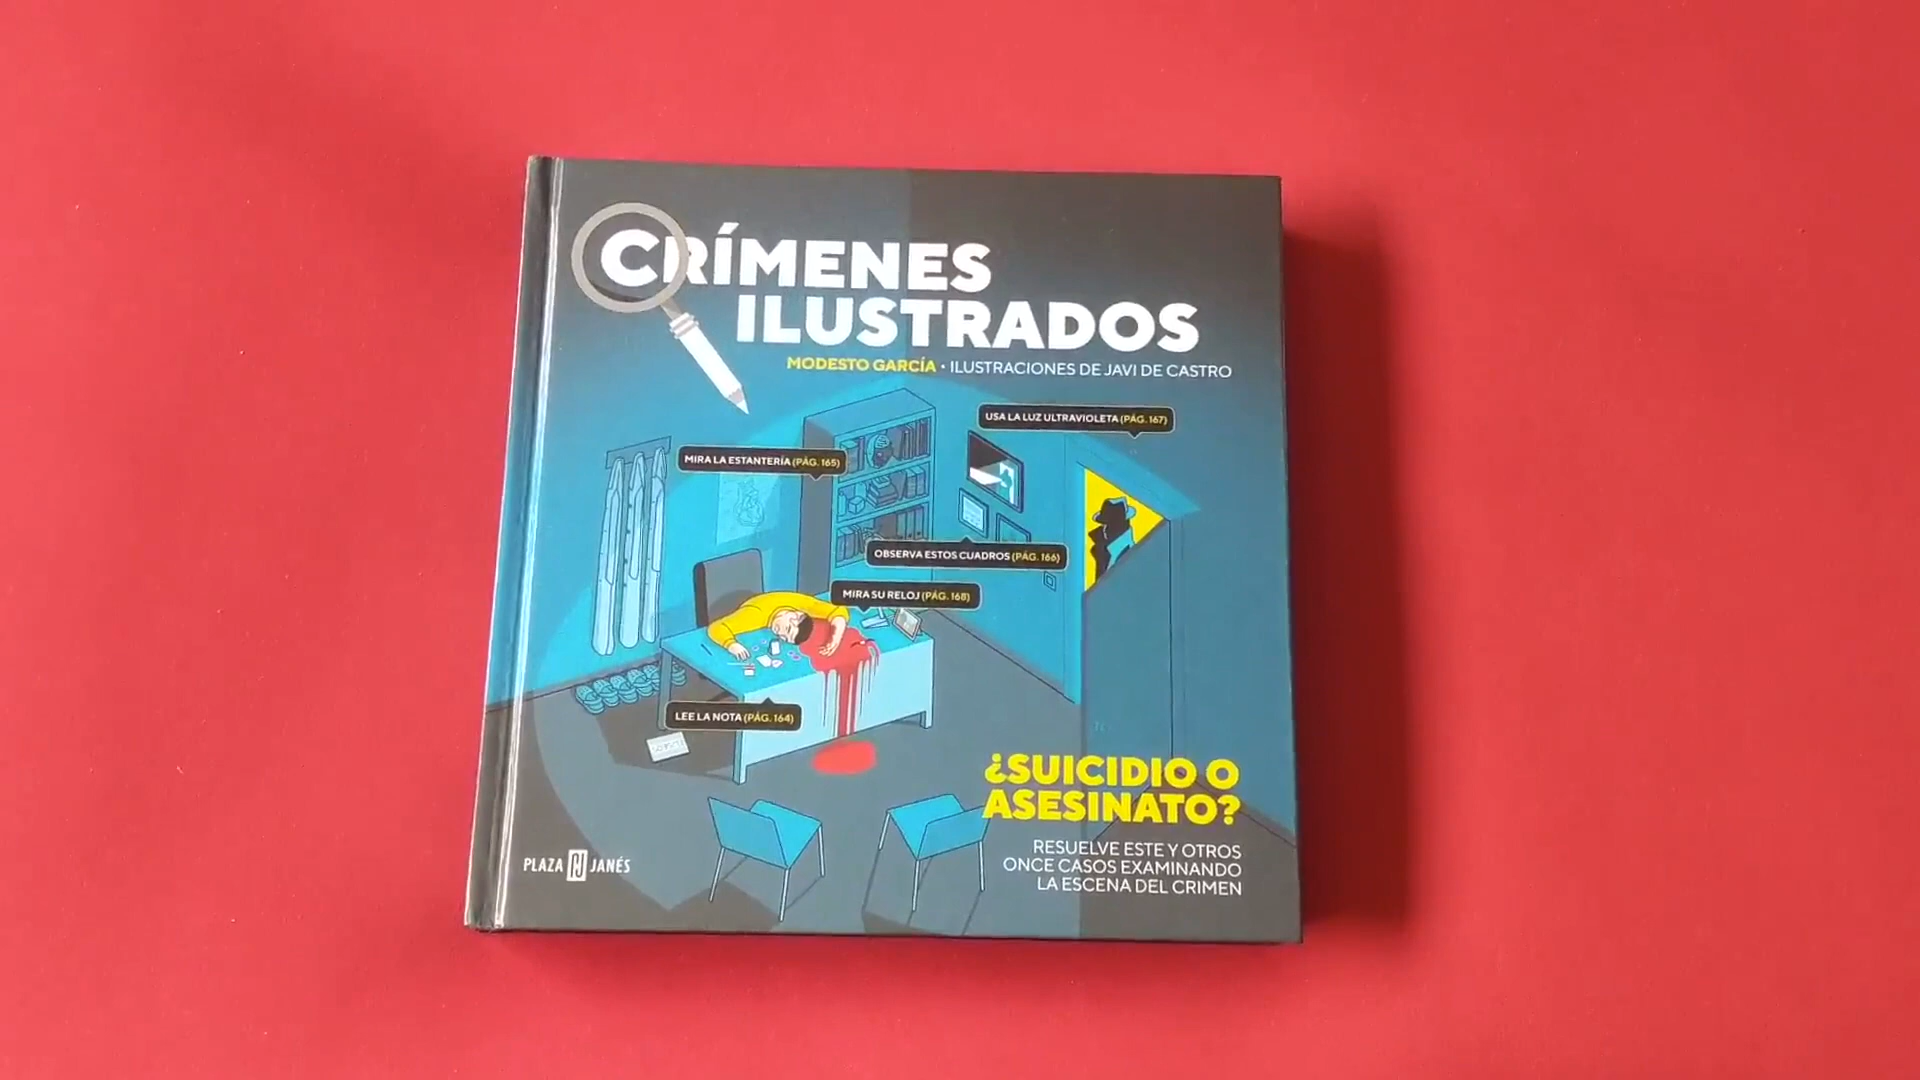 CRÍMENES
ILUSTRADOS
MODESTO GARCÍA • ILUSTRACIONES DE JAVI DE CASTRO
USA LA LUZ ULTRAVIOLETA (PÁG. 167)
MIRA LA ESTANTERÍA (PÁG. 165)
OBSERVA ESTOS CUADROS (PÁG. 166)
MIRA SU RELOJ (PÁG. 168)
LEE LA NOTA (PÁG. 164)
¿SUICIDIO O
ASESINATO?
RESUELVE ESTE Y OTROS
ONCE CASOS EXAMINANDO
LA ESCENA DEL CRIMEN
PLAZA PJ JANÉS